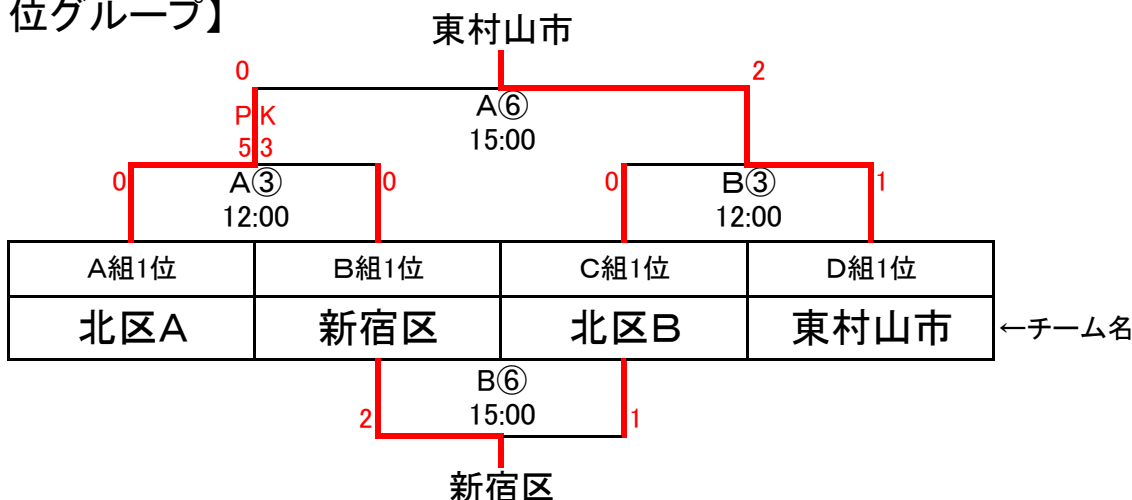 位グループ】
東村山市
0 2
A⑥
15:00
P K
5 3
0 A③ 0 0 B③ 1
12:00 12:00
A組1位 B組1位 C組1位 D組1位
北区A 新宿区 北区B 東村山市 ←チーム名
B⑥
2 15:00 1
新宿区